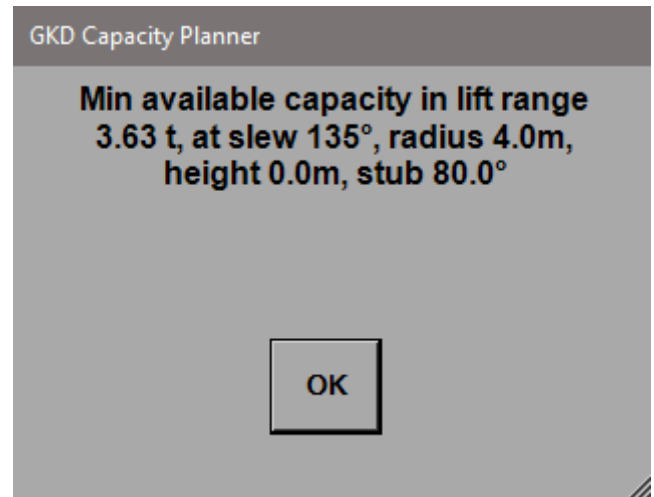 GKD Capacity Planner
Min available capacity in lift range
3.63 t, at slew 135°, radius 4.0m,
height 0.0m, stub 80.0°
OK